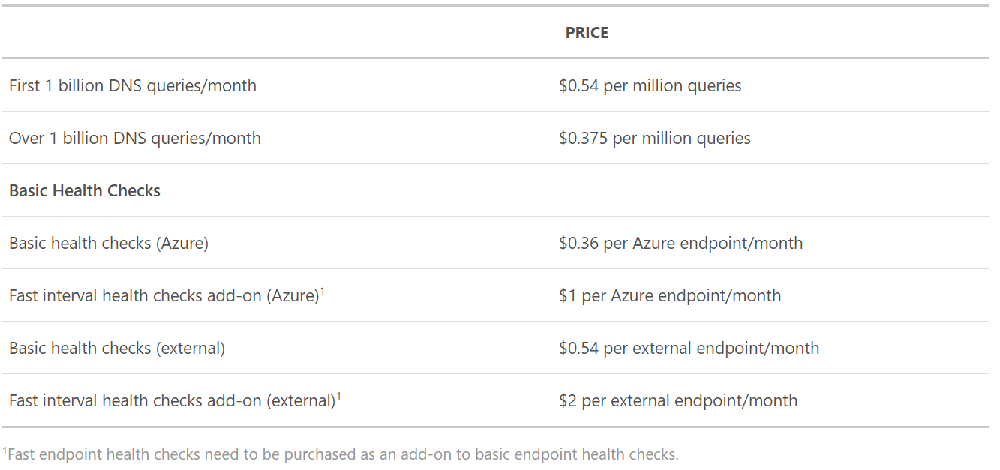 PRICE
First 1 billion DNS queries/month $0.54 per million queries
Over 1 billion DNS queries/month $0.375 per million queries
Basic Health Checks
Basic health checks (Azure) $0.36 per Azure endpoint/month
Fast interval health checks add-on (Azure)¹ $1 per Azure endpoint/month
Basic health checks (external) $0.54 per external endpoint/month
Fast interval health checks add-on (external)¹ $2 per external endpoint/month
¹Fast endpoint health checks need to be purchased as an add-on to basic endpoint health checks.